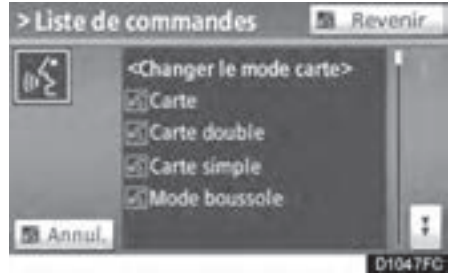 >Liste de commandes
Revenir
<Changer le mode carte>
Carte
Carte double
Carte simple
Mode boussole
Annul.
D1047FC